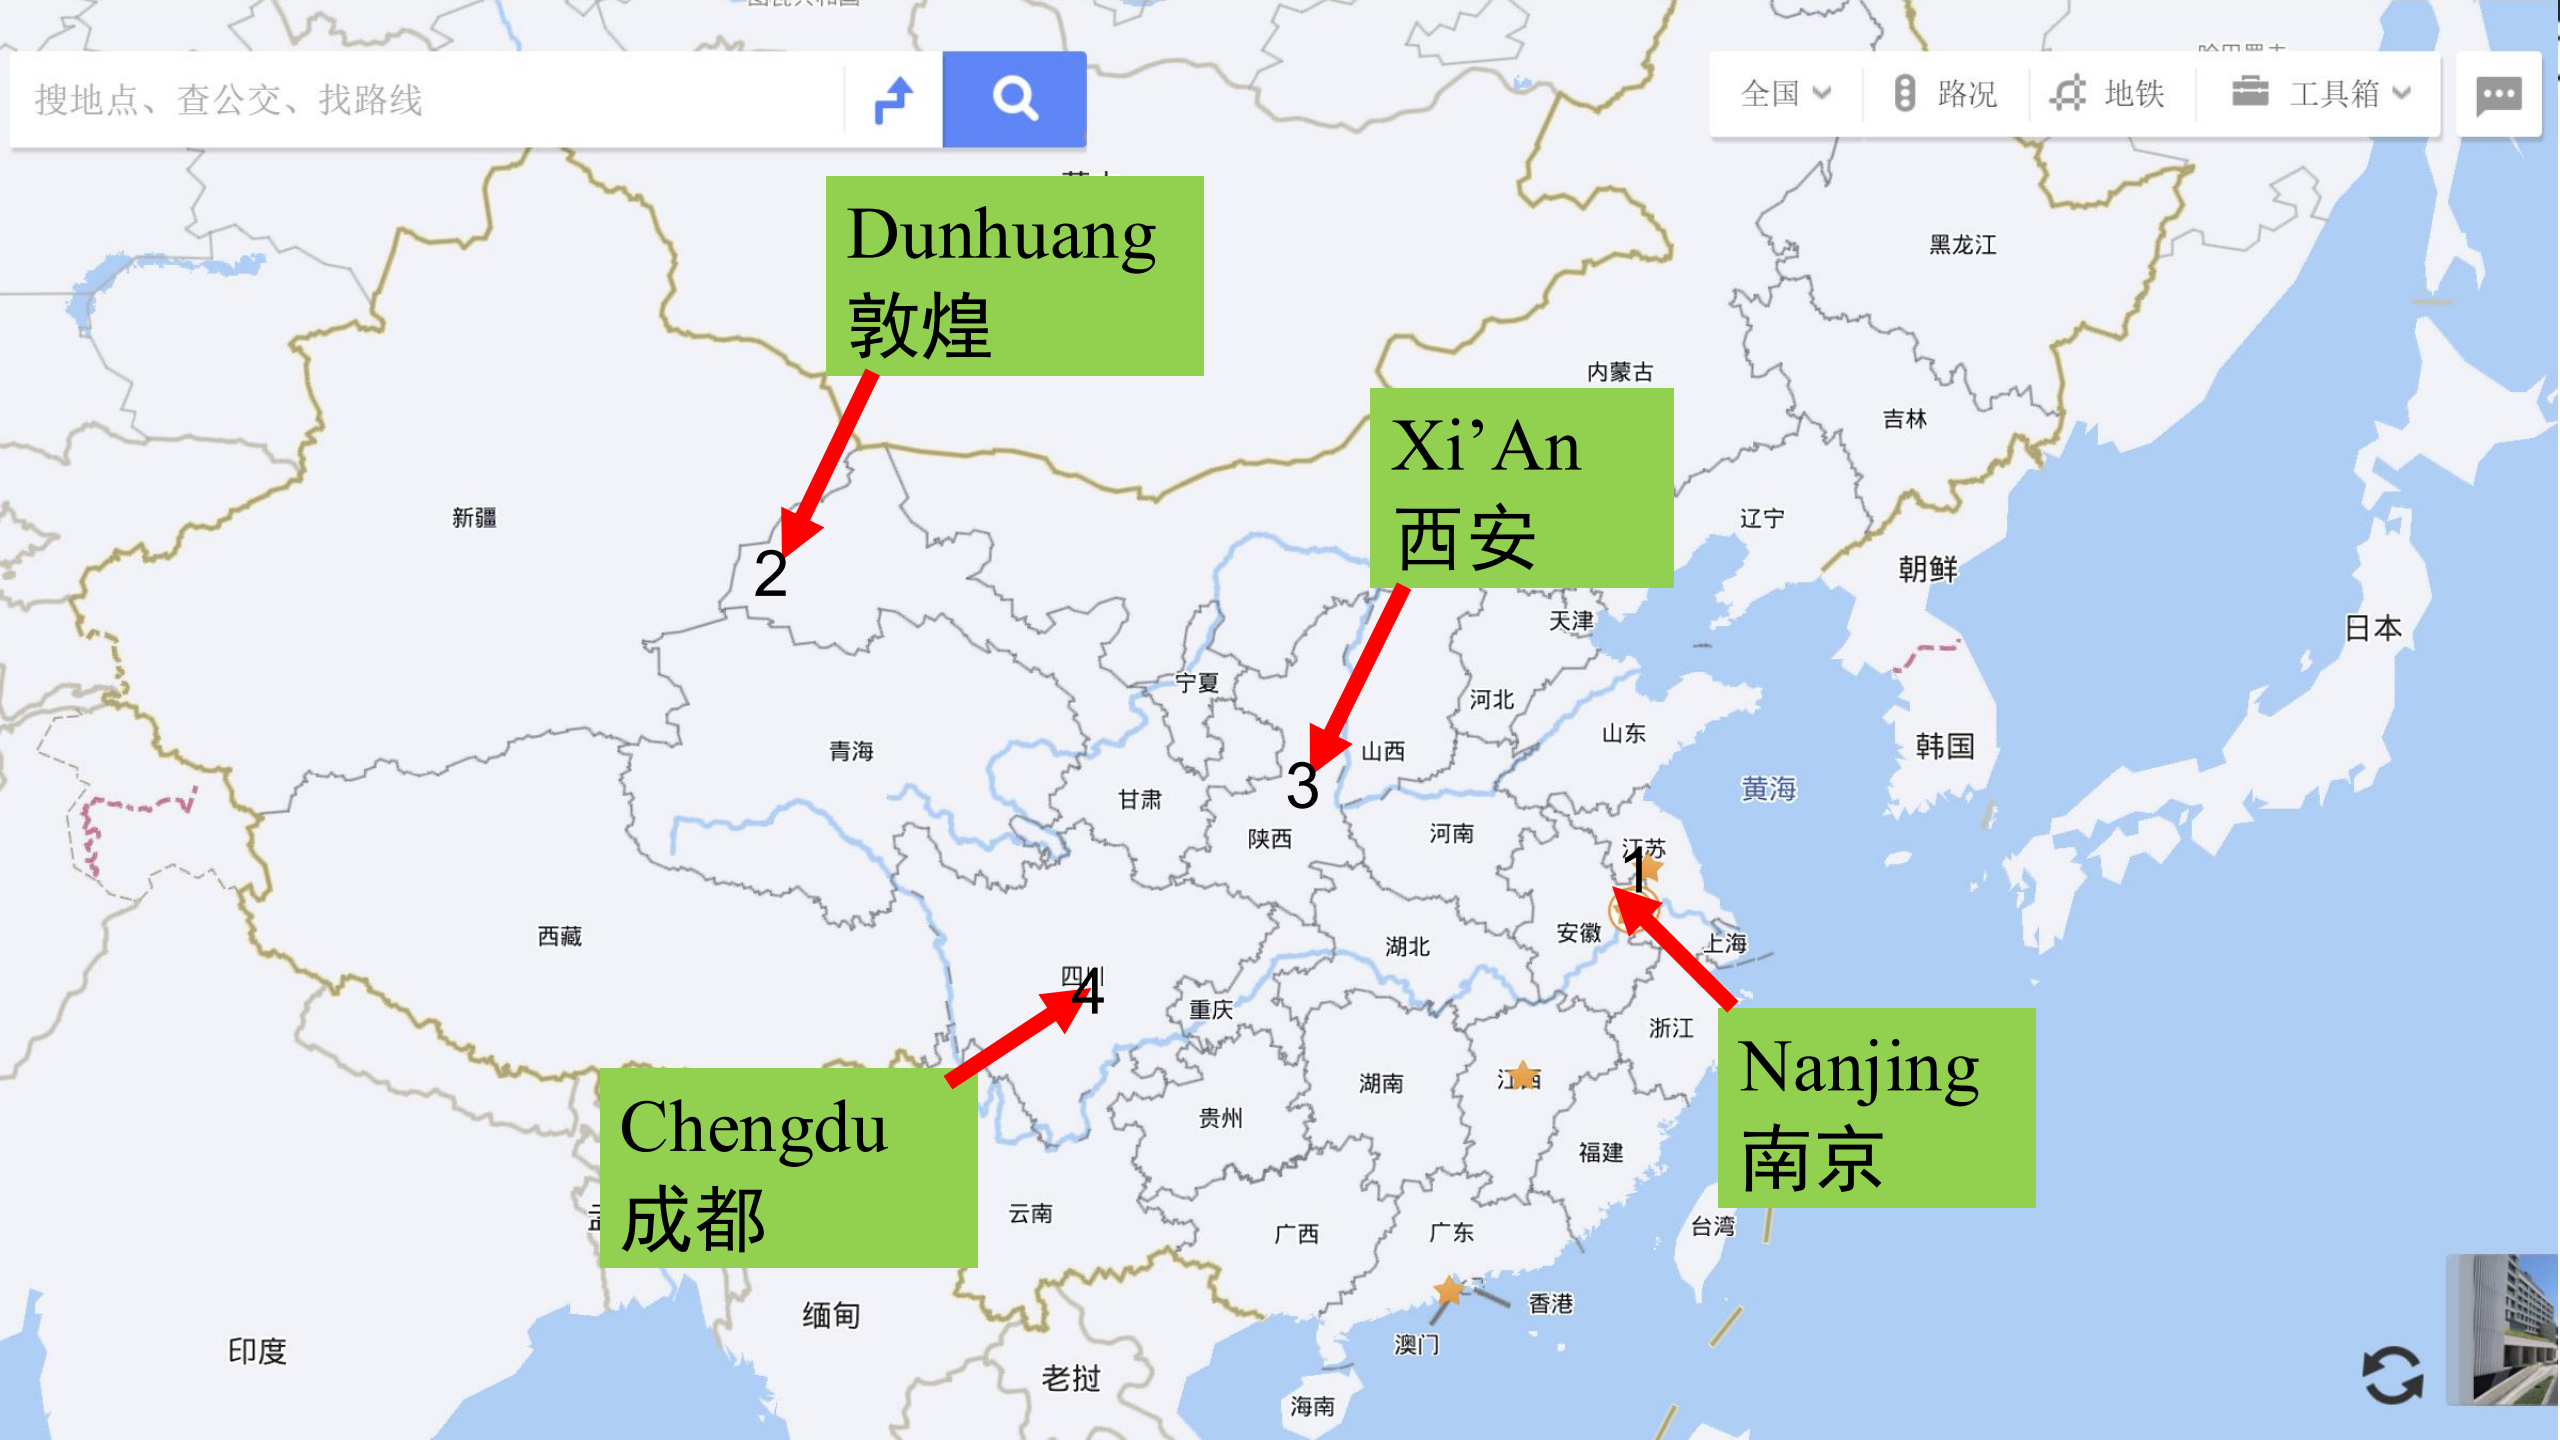 搜地点、查公交、找路线
全国
路况
地铁
工具箱
Dunhuang
敦煌
黑龙江
内蒙古
Xi’An
西安
吉林
新疆
辽宁
2
朝鲜
天津
日本
宁夏
河北
山东
韩国
青海
山西
3
黄海
甘肃
陕西
河南
江苏
1
西藏
安徽
湖北
上海
四川
4
重庆
浙江
Nanjing
南京
湖南
江西
Chengdu
成都
贵州
福建
云南
广西
广东
台湾
缅甸
香港
印度
澳门
老挝
海南